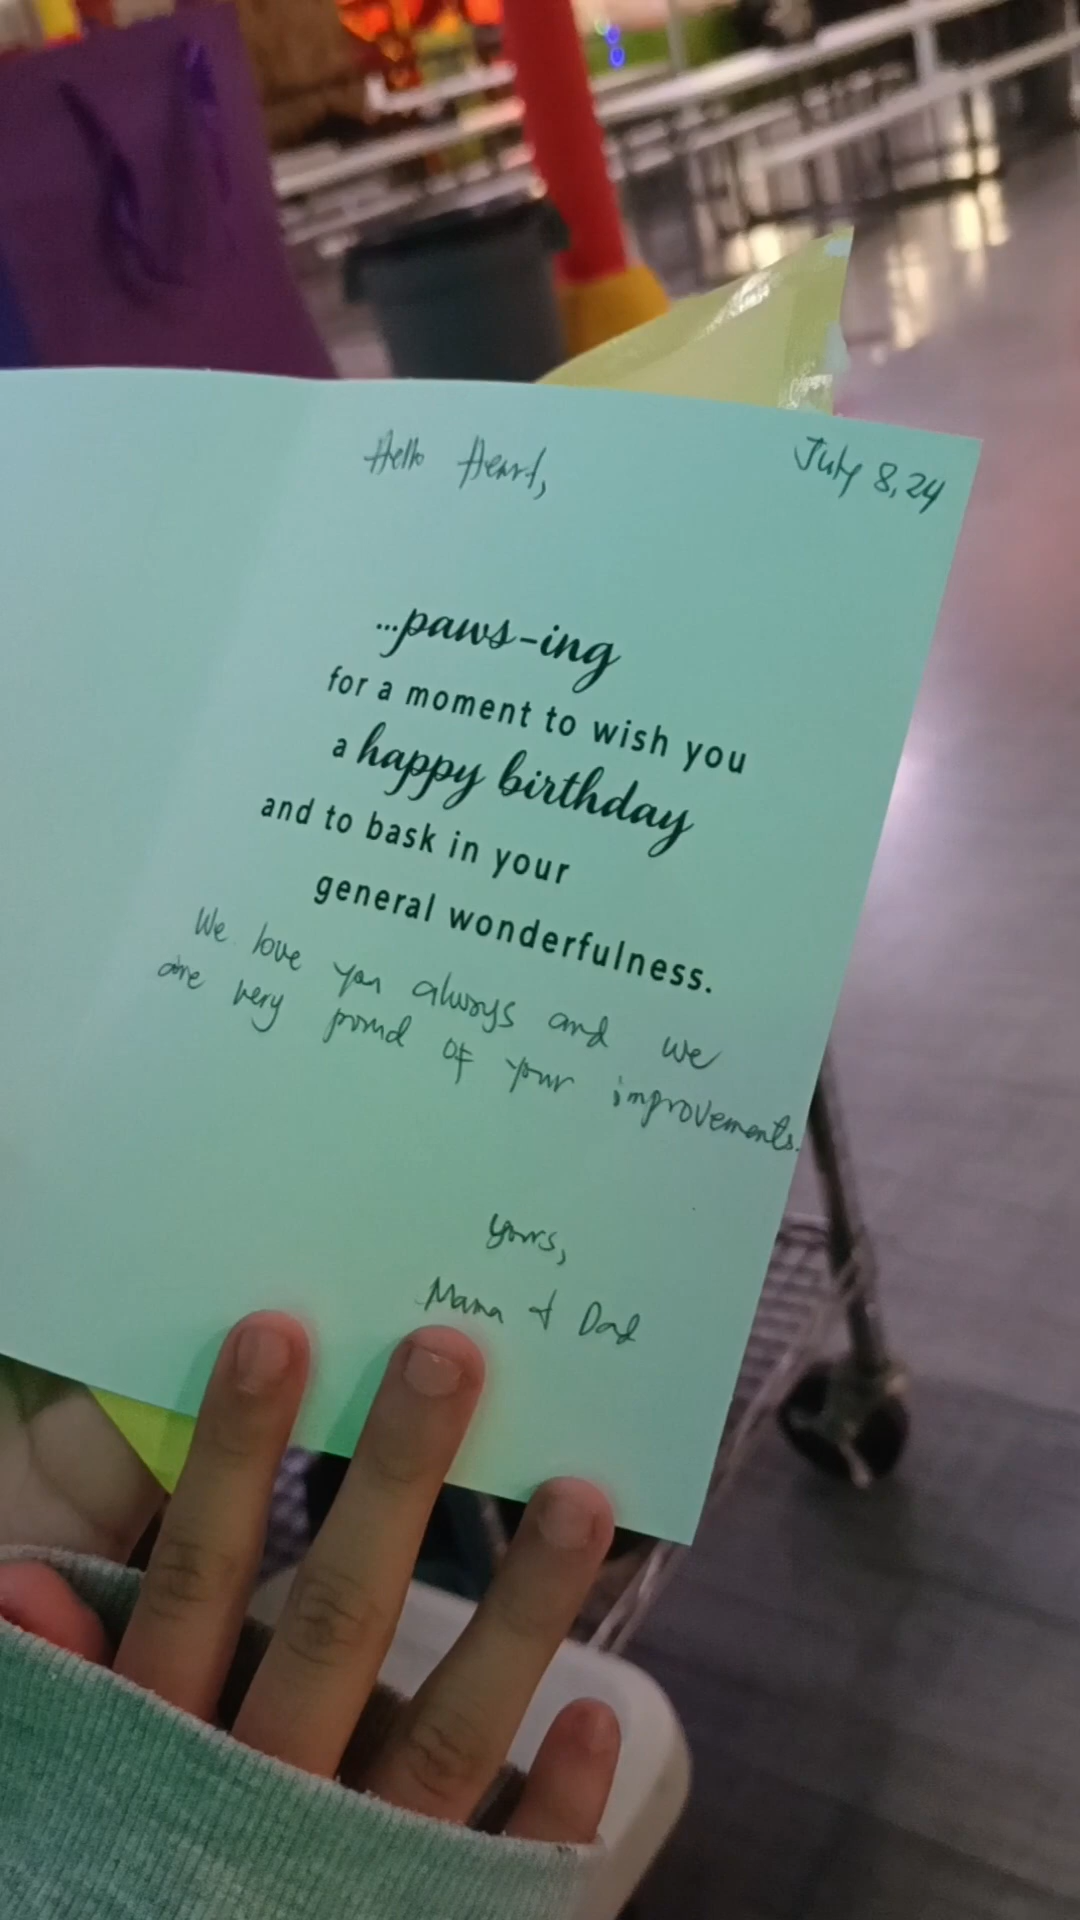 Hello Heart,
July 8, 24
...paws-ing
for a moment to wish you
a happy birthday
and to bask in your
general wonderfulness.
We love you always and we
are very proud of your improvements.
yours,
Mama & Dad